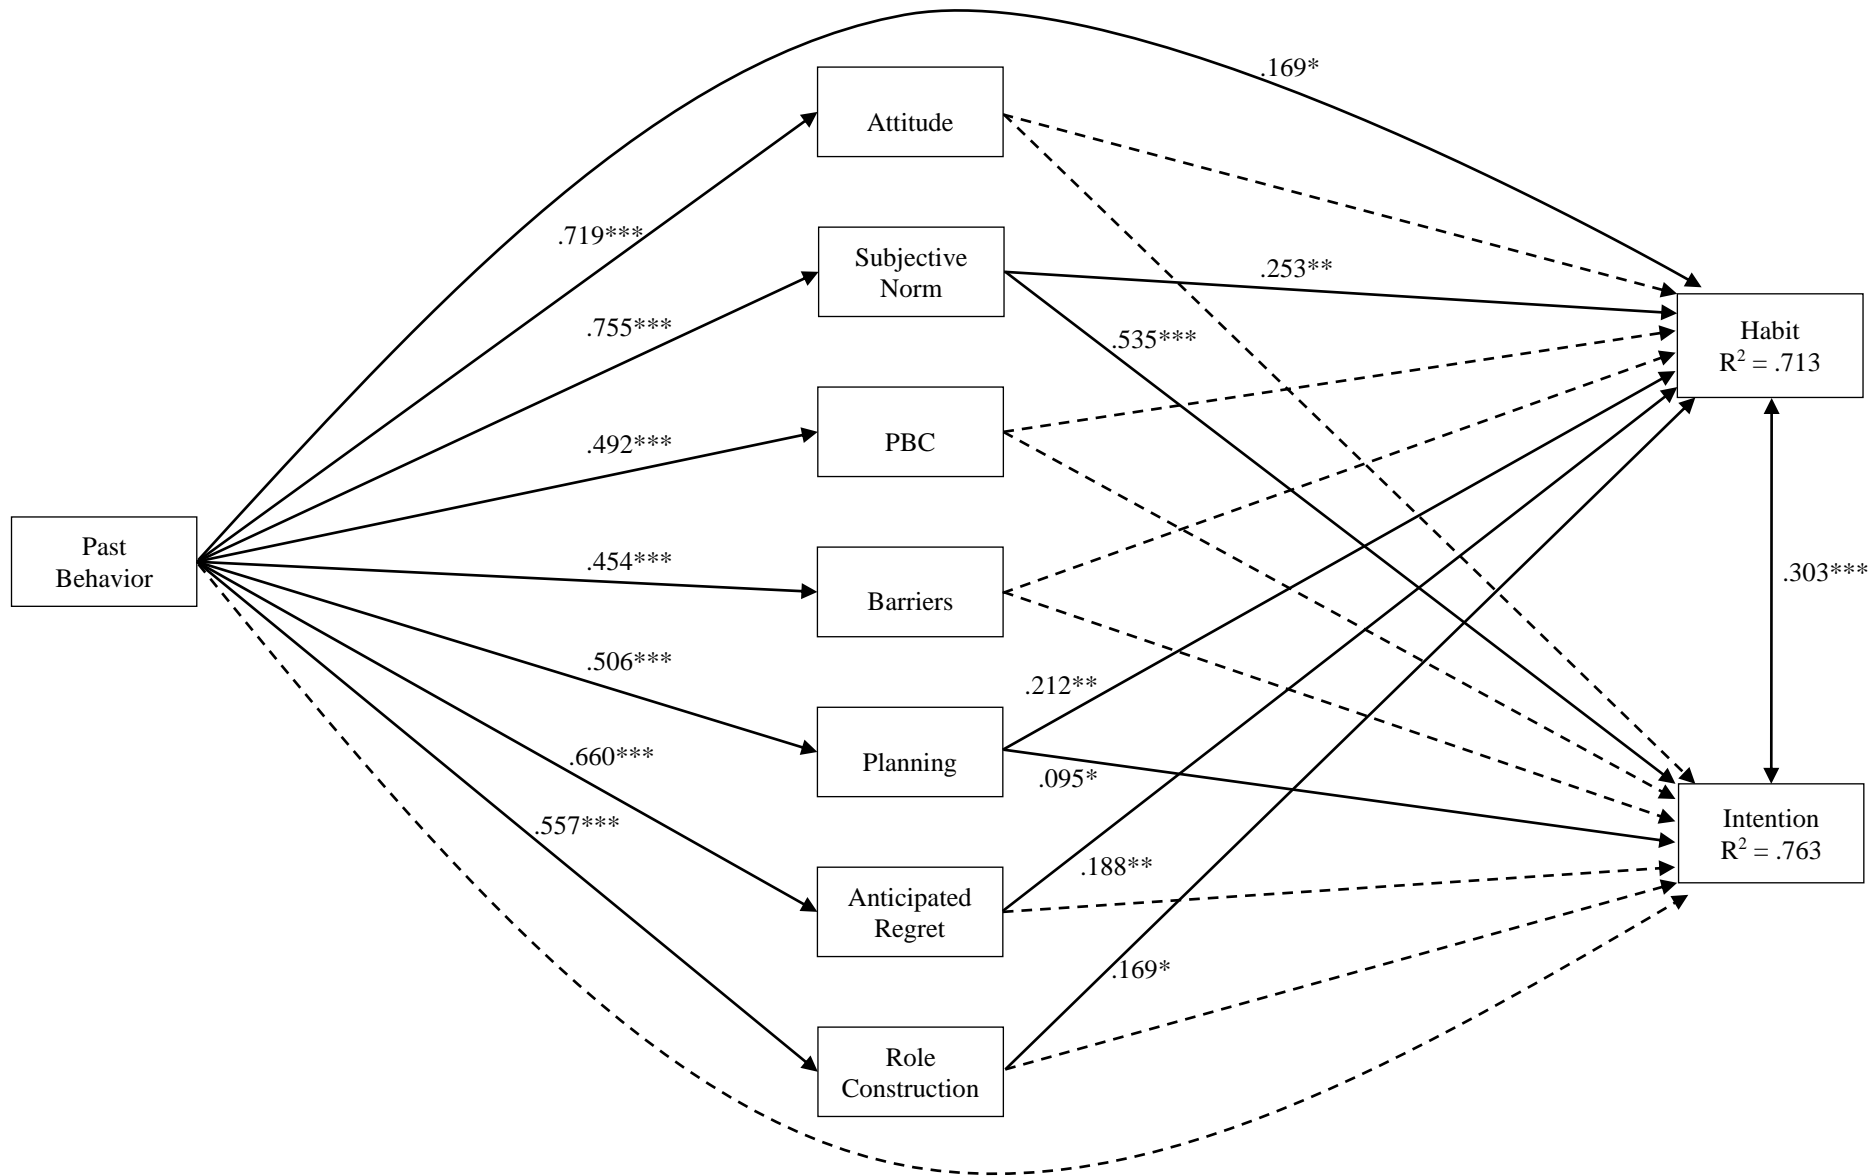 .169*
Attitude
.719***
Subjective
Norm
.253**
.755***
.535***
Habit
R² = .713
PBC
.492***
Past
Behavior
.454***
Barriers
.303***
.506***
.212**
Planning
.660***
.095*
Intention
R² = .763
.557***
.188**
Anticipated
Regret
.169*
Role
Construction